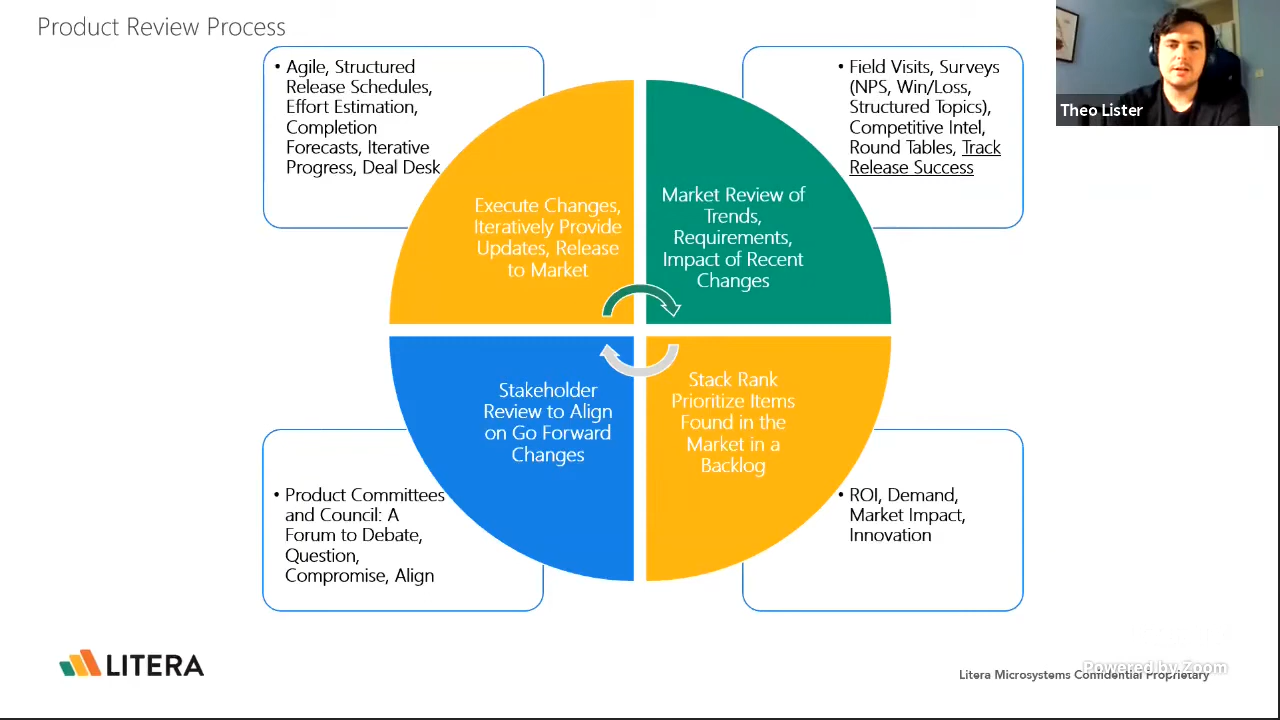 Product Review Process
• Agile, Structured
Release Schedules,
Effort Estimation,
Completion
Forecasts, Iterative
Progress, Deal Desk
• Field Visits, Surveys
(NPS, Win/Loss,
Structured Topics),
Competitive Intel,
Round Tables, Track
Release Success
Theo Lister
Execute Changes,
Iteratively Provide
Updates, Release
to Market
Market Review of
Trends,
Requirements,
Impact of Recent
Changes
Stakeholder
Review to Align
on Go Forward
Changes
Stack Rank
Prioritize Items
Found in the
Market in a
Backlog
• Product Committees
and Council: A
Forum to Debate,
Question,
Compromise, Align
• ROI, Demand,
Market Impact,
Innovation
LITERA
Powered by Zoom
Litera Microsystems Confidential Proprietary